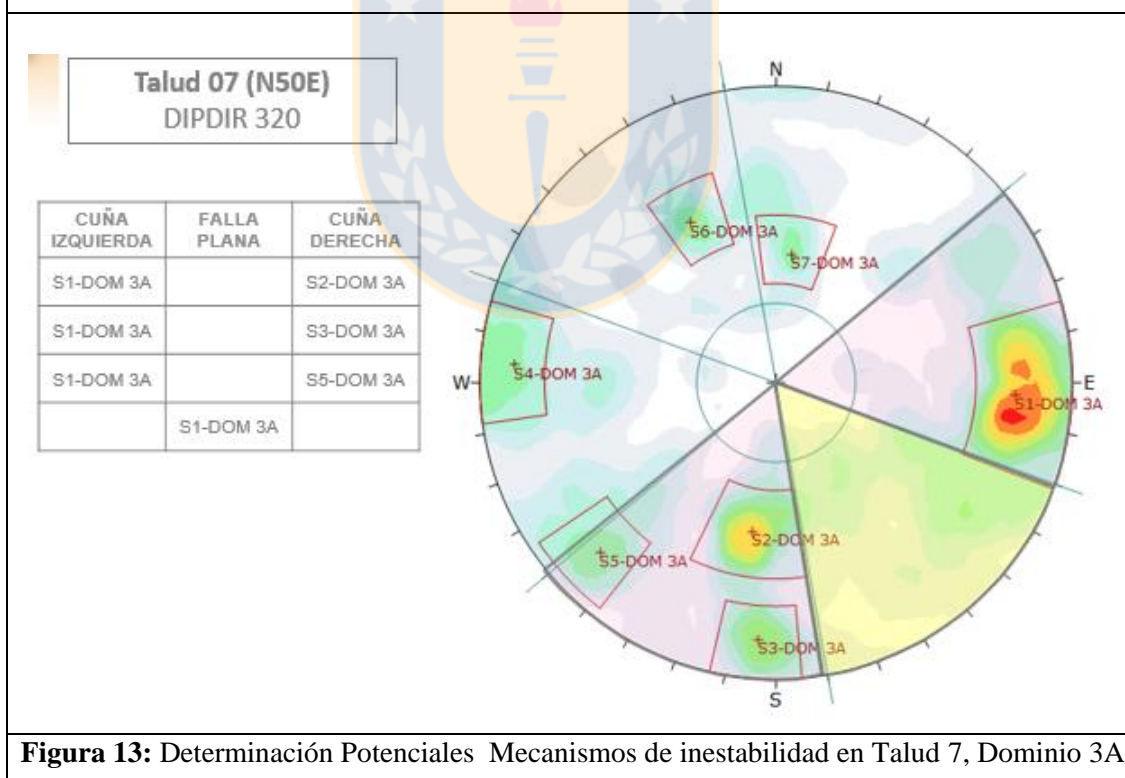 Talud 07 (N50E)
DIPDIR 320
CUÑA IZQUIERDA FALLA PLANA CUÑA DERECHA
S1-DOM 3A S2-DOM 3A
S1-DOM 3A S3-DOM 3A
S1-DOM 3A S5-DOM 3A
S1-DOM 3A
N
S6-DOM 3A
S7-DOM 3A
W
S4-DOM 3A
E
S1-DOM 3A
S2-DOM 3A
S5-DOM 3A
S3-DOM 3A
S
Figura 13: Determinación Potenciales Mecanismos de inestabilidad en Talud 7, Dominio 3A